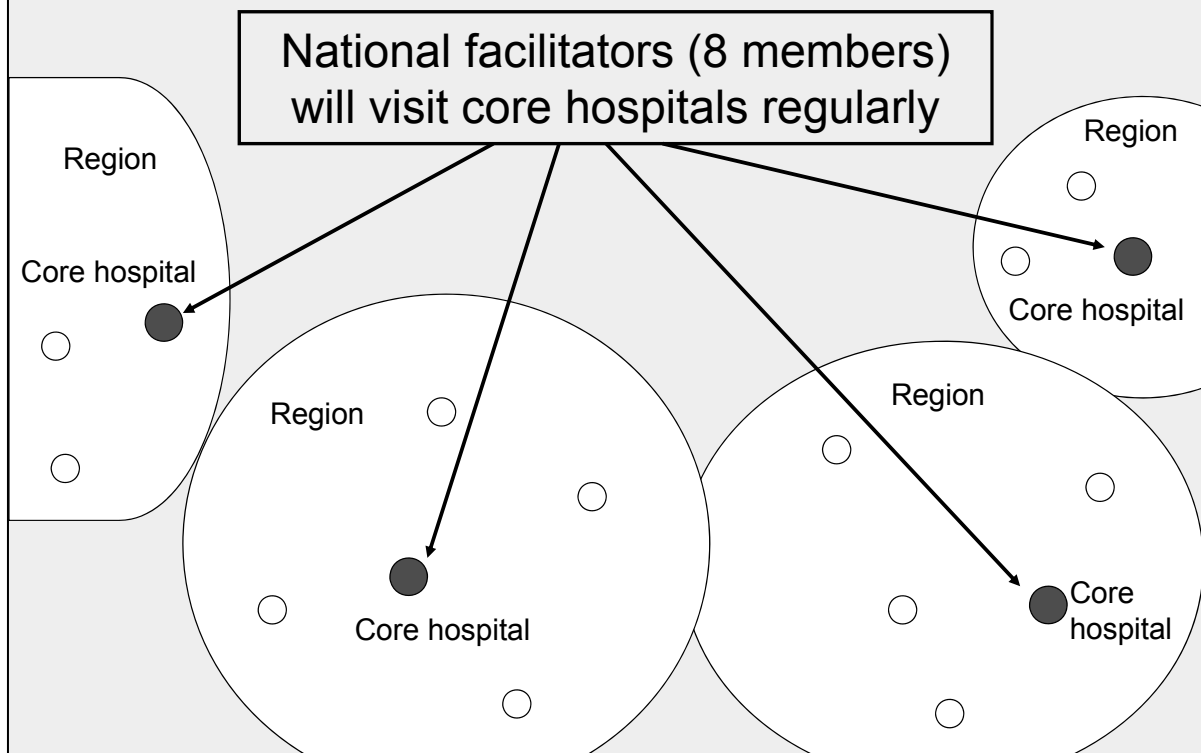 National facilitators (8 members)
will visit core hospitals regularly
Region
Core hospital
Region
Core hospital
Region
Core hospital
Region
Core
hospital